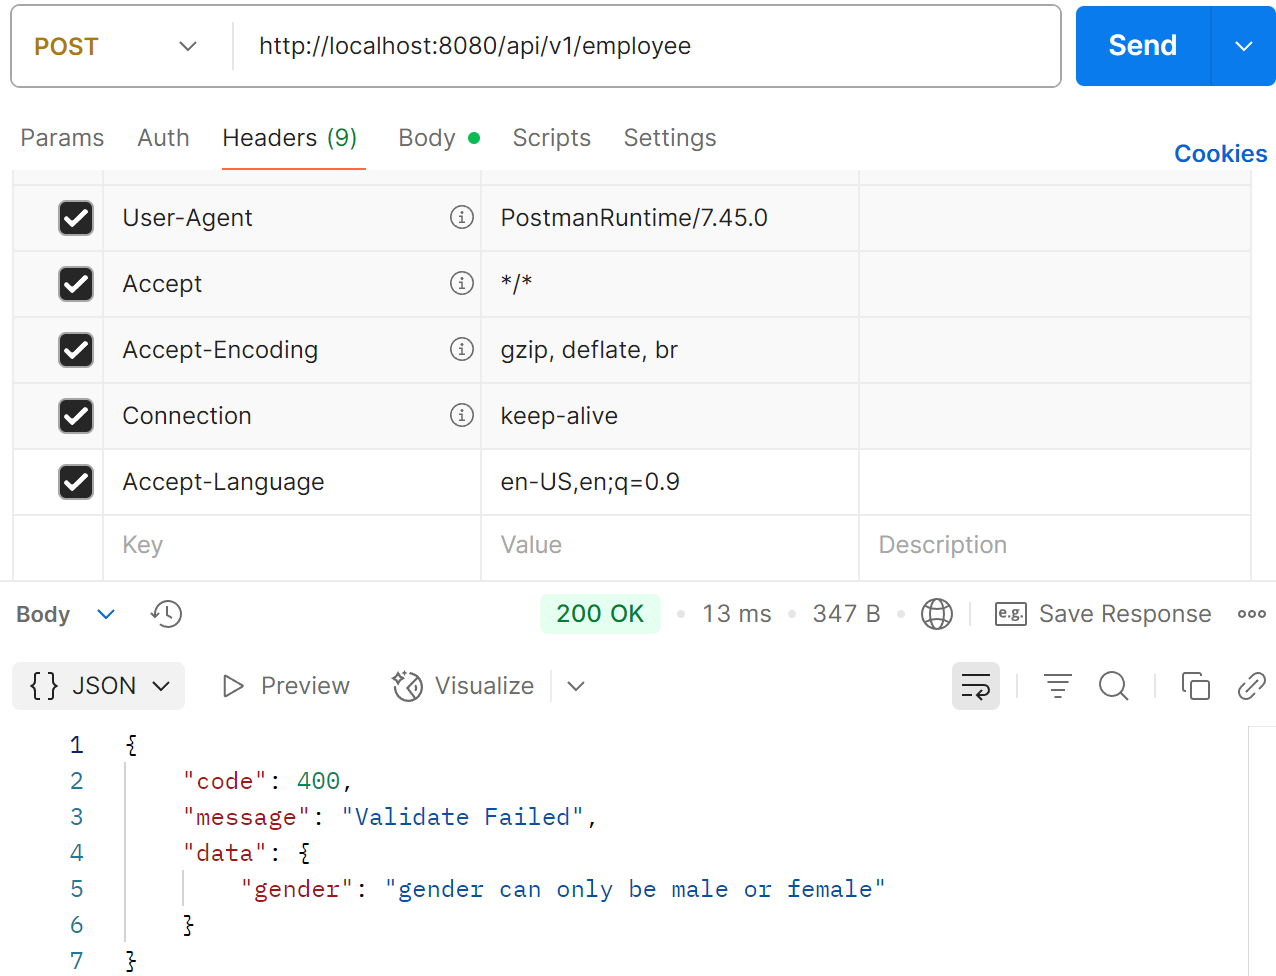 POST http://localhost:8080/api/v1/employee Send
Params Auth Headers (9) Body Scripts Settings
Cookies
User-Agent PostmanRuntime/7.45.0
Accept */*
Accept-Encoding gzip, deflate, br
Connection keep-alive
Accept-Language en-US,en;q=0.9
Key Value Description
Body 200 OK 13 ms 347 B e.g. Save Response
{} JSON Preview Visualize
1 {
2 "code": 400,
3 "message": "Validate Failed",
4 "data": {
5 "gender": "gender can only be male or female"
6 }
7 }